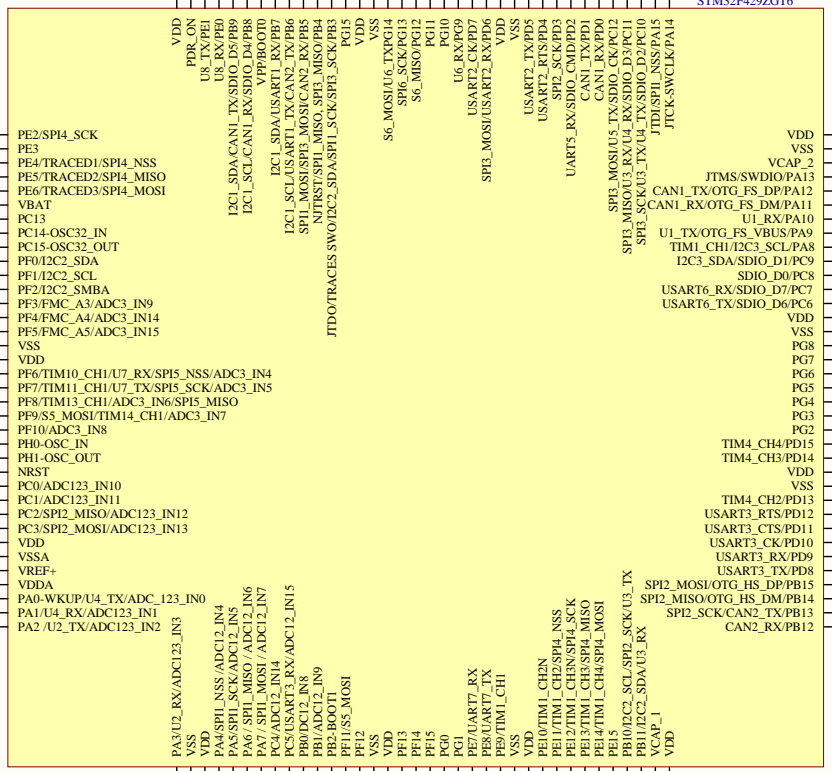 STM32F429ZGT6
VDD
PDR_ON
U8_TX/PE1
U8_RX/PE0
I2C1_SDA/CAN1_TX/SDIO_D5/PB9
I2C1_SCL/CAN1_RX/SDIO_D4/PB8
VPP/BOOT0
I2C1_SDA/USART1_RX/PB7
I2C1_SCL/USART1_TX/CAN2_TX/PB6
SPI1_MOSI/SPI3_MOSI/CAN2_RX/PB5
NJTRST/SPI1_MISO, SPI3_MISO/PB4
JTDO/TRACES SWO/I2C2_SDA/SPI1_SCK/SPI3_SCK/PB3
PG15
VDD
VSS
S6_MOSI/U6_TXPG14
SPI6_SCK/PG13
S6_MISO/PG12
PG11
PG10
U6_RX/PG9
USART2_CK/PD7
SPI3_MOSI/USART2_RX/PD6
VDD
VSS
USART2_TX/PD5
USART2_RTS/PD4
SPI2_SCK/PD3
UART5_RX/SDIO_CMD/PD2
CAN1_TX/PD1
CAN1_RX/PD0
SPI3_MOSI/U5_TX/SDIO_CK/PC12
SPI3_MISO/U3_RX/U4_RX/SDIO_D3/PC11
SPI3_SCK/U3_TX/U4_TX/SDIO_D2/PC10
JTDI/SPI1_NSS/PA15
JTCK-SWCLK/PA14
PE2/SPI4_SCK
PE3
PE4/TRACED1/SPI4_NSS
PE5/TRACED2/SPI4_MISO
PE6/TRACED3/SPI4_MOSI
VBAT
PC13
PC14-OSC32_IN
PC15-OSC32_OUT
PF0/I2C2_SDA
PF1/I2C2_SCL
PF2/I2C2_SMBA
PF3/FMC_A3/ADC3_IN9
PF4/FMC_A4/ADC3_IN14
PF5/FMC_A5/ADC3_IN15
VSS
VDD
PF6/TIM10_CH1/U7_RX/SPI5_NSS/ADC3_IN4
PF7/TIM11_CH1/U7_TX/SPI5_SCK/ADC3_IN5
PF8/TIM13_CH1/ADC3_IN6/SPI5_MISO
PF9/S5_MOSI/TIM14_CH1/ADC3_IN7
PF10/ADC3_IN8
PH0-OSC_IN
PH1-OSC_OUT
NRST
PC0/ADC123_IN10
PC1/ADC123_IN11
PC2/SPI2_MISO/ADC123_IN12
PC3/SPI2_MOSI/ADC123_IN13
VDD
VSSA
VREF+
VDDA
PA0-WKUP/U4_TX/ADC_123_IN0
PA1/U4_RX/ADC123_IN1
PA2 /U2_TX/ADC123_IN2
VDD
VSS
VCAP_2
JTMS/SWDIO/PA13
CAN1_TX/OTG_FS_DP/PA12
CAN1_RX/OTG_FS_DM/PA11
U1_RX/PA10
U1_TX/OTG_FS_VBUS/PA9
TIM1_CH1/I2C3_SCL/PA8
I2C3_SDA/SDIO_D1/PC9
SDIO_D0/PC8
USART6_RX/SDIO_D7/PC7
USART6_TX/SDIO_D6/PC6
VDD
VSS
PG8
PG7
PG6
PG5
PG4
PG3
PG2
TIM4_CH4/PD15
TIM4_CH3/PD14
VDD
VSS
TIM4_CH2/PD13
USART3_RTS/PD12
USART3_CTS/PD11
USART3_CK/PD10
USART3_RX/PD9
USART3_TX/PD8
SPI2_MOSI/OTG_HS_DP/PB15
SPI2_MISO/OTG_HS_DM/PB14
SPI2_SCK/CAN2_TX/PB13
CAN2_RX/PB12
PA3/U2_RX/ADC123_IN3
VSS
VDD
PA4/SPI1_NSS /ADC12_IN4
PA5/SPI1_SCK/ADC12_IN5
PA6 / SPI1_MISO / ADC12_IN6
PA7 / SPI1_MOSI / ADC12_IN7
PC4/ADC12_IN14
PC5/USART3_RX/ADC12_IN15
PB0/DC12_IN8
PB1/ADC12_IN9
PB2-BOOT1
PF11/S5_MOSI
PF12
VSS
VDD
PF13
PF14
PF15
PG0
PG1
PE7/UART7_RX
PE8/UART7_TX
PE9/TIM1_CH1
VSS
VDD
PE10/TIM1_CH2N
PE11/TIM1_CH2/SPI4_NSS
PE12/TIM1_CH3N/SPI4_SCK
PE13/TIM1_CH3/SPI4_MISO
PE14/TIM1_CH4/SPI4_MOSI
PE15
PB10/I2C2_SCL/SPI2_SCK/U3_TX
PB11/I2C2_SDA/U3_RX
VCAP_1
VDD